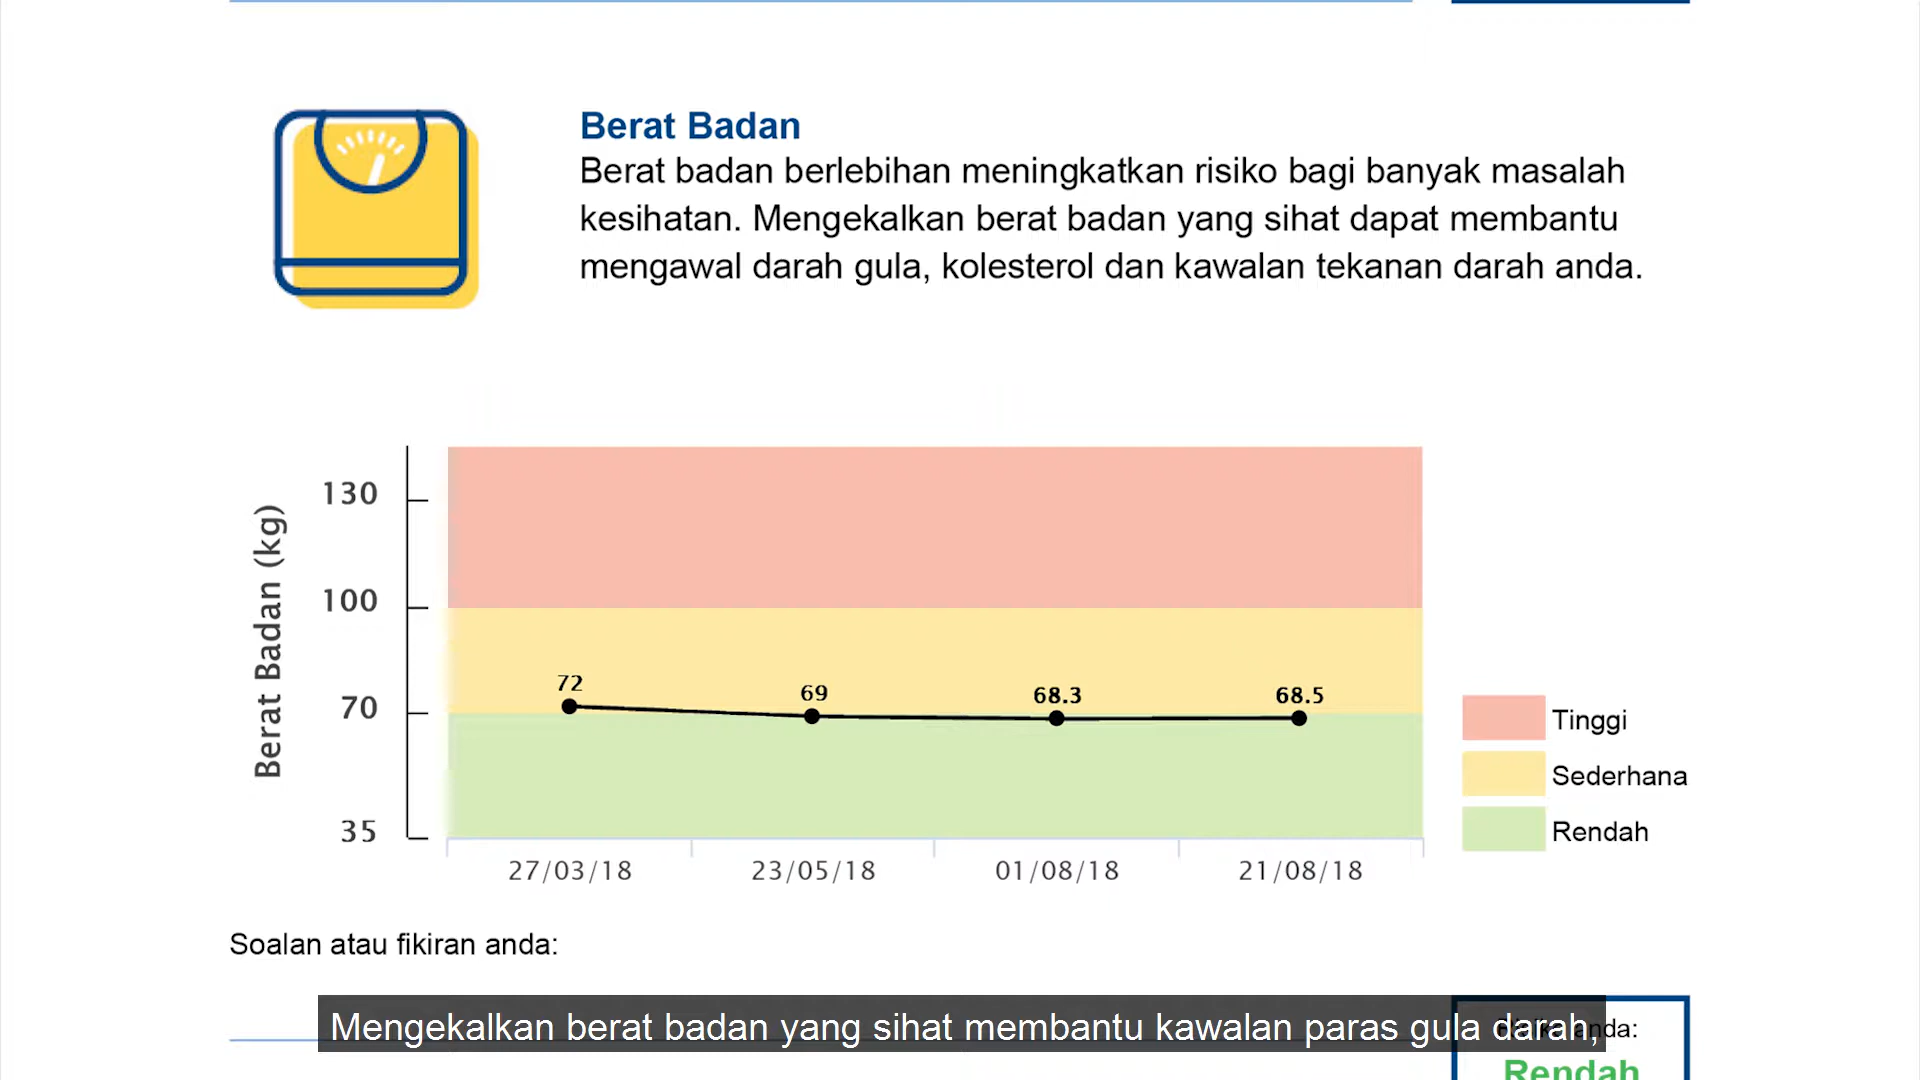 Berat Badan
Berat badan berlebihan meningkatkan risiko bagi banyak masalah
kesihatan. Mengekalkan berat badan yang sihat dapat membantu
mengawal darah gula, kolesterol dan kawalan tekanan darah anda.
Berat Badan (kg)
130
100
70
35
72
69
68.3
68.5
27/03/18
23/05/18
01/08/18
21/08/18
Tinggi
Sederhana
Rendah
Soalan atau fikiran anda:
Mengekalkan berat badan yang sihat membantu kawalan paras gula darah,
anda:
Rendah